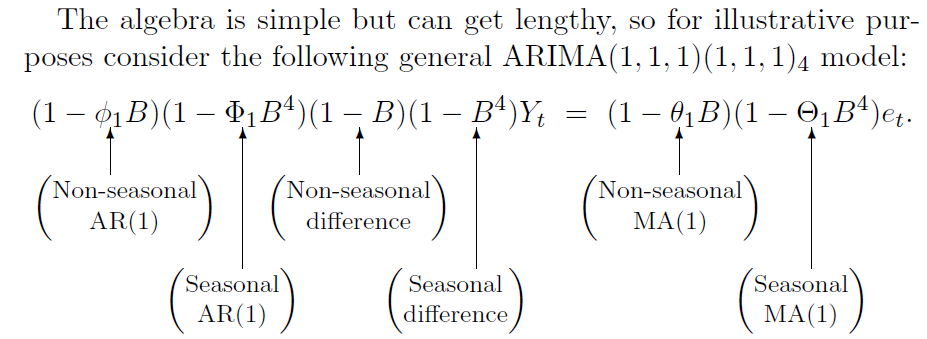 The algebra is simple but can get lengthy, so for illustrative pur-
poses consider the following general ARIMA(1, 1, 1)(1, 1, 1)₄ model:
(1 − ϕ₁B)(1 − Φ₁B⁴)(1 − B)(1 − B⁴)Yₜ = (1 − θ₁B)(1 − Θ₁B⁴)eₜ.
(Non-seasonal
AR(1))
(Non-seasonal
difference)
(Non-seasonal
MA(1))
(Seasonal
AR(1))
(Seasonal
difference)
(Seasonal
MA(1))